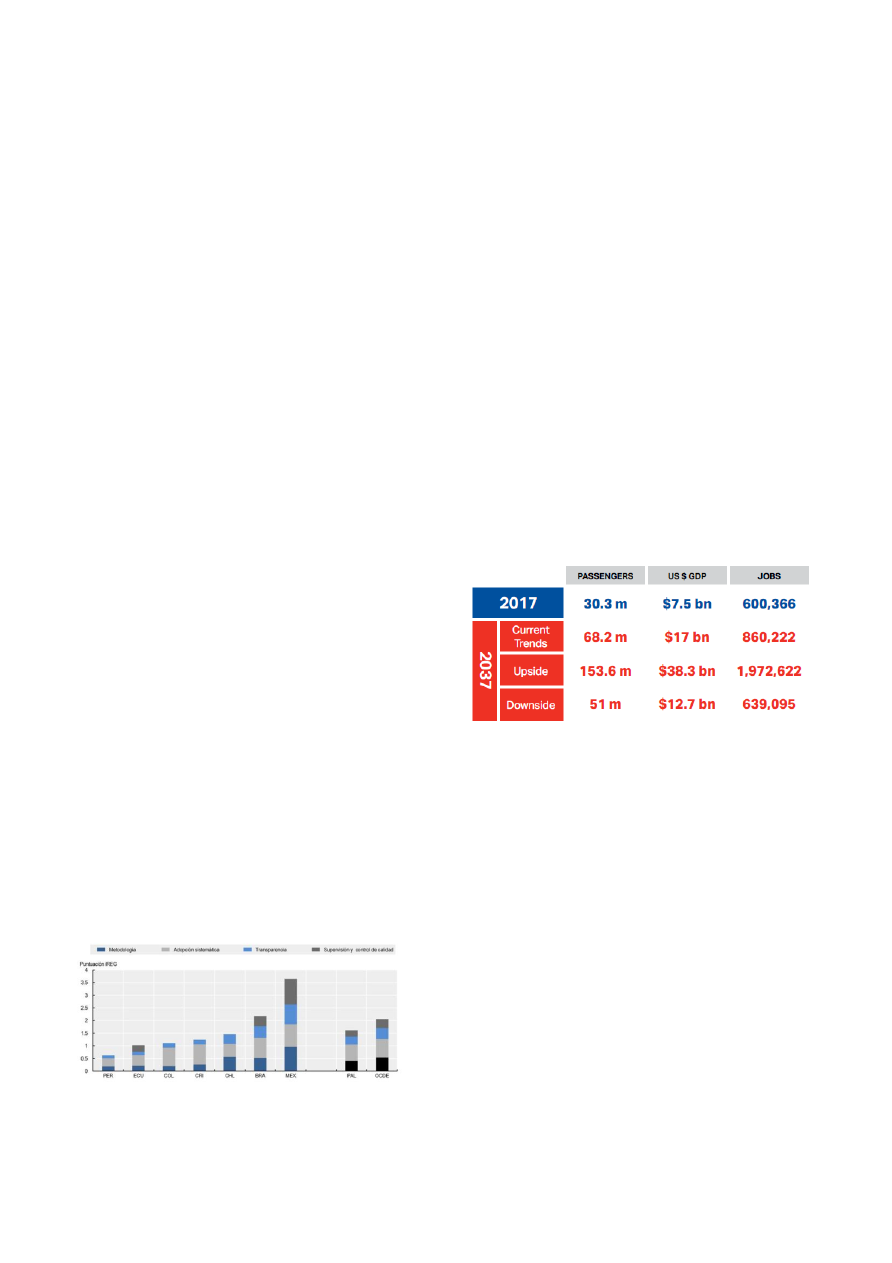 PASSENGERS US $ GDP JOBS
2017 30.3 m $7.5 bn 600,366
2037
Current Trends 68.2 m $17 bn 860,222
Upside 153.6 m $38.3 bn 1,972,622
Downside 51 m $12.7 bn 639,095
Metodología Adopción sistemática Transparencia Supervisión y control de calidad
Puntuación iREG
4
3.5
3
2.5
2
1.5
1
0.5
0
PER ECU COL CRI CHL BRA MEX PAL OCDE